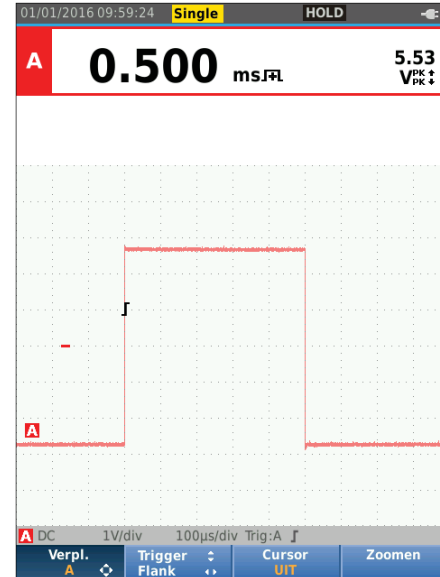 01/01/2016 09:59:24 Single HOLD
A 0.500 ms 5.53
V PK
PK
A
A DC 1V/div 100µs/div Trig:A
Verpl. Trigger Cursor Zoomen
A Flank UIT